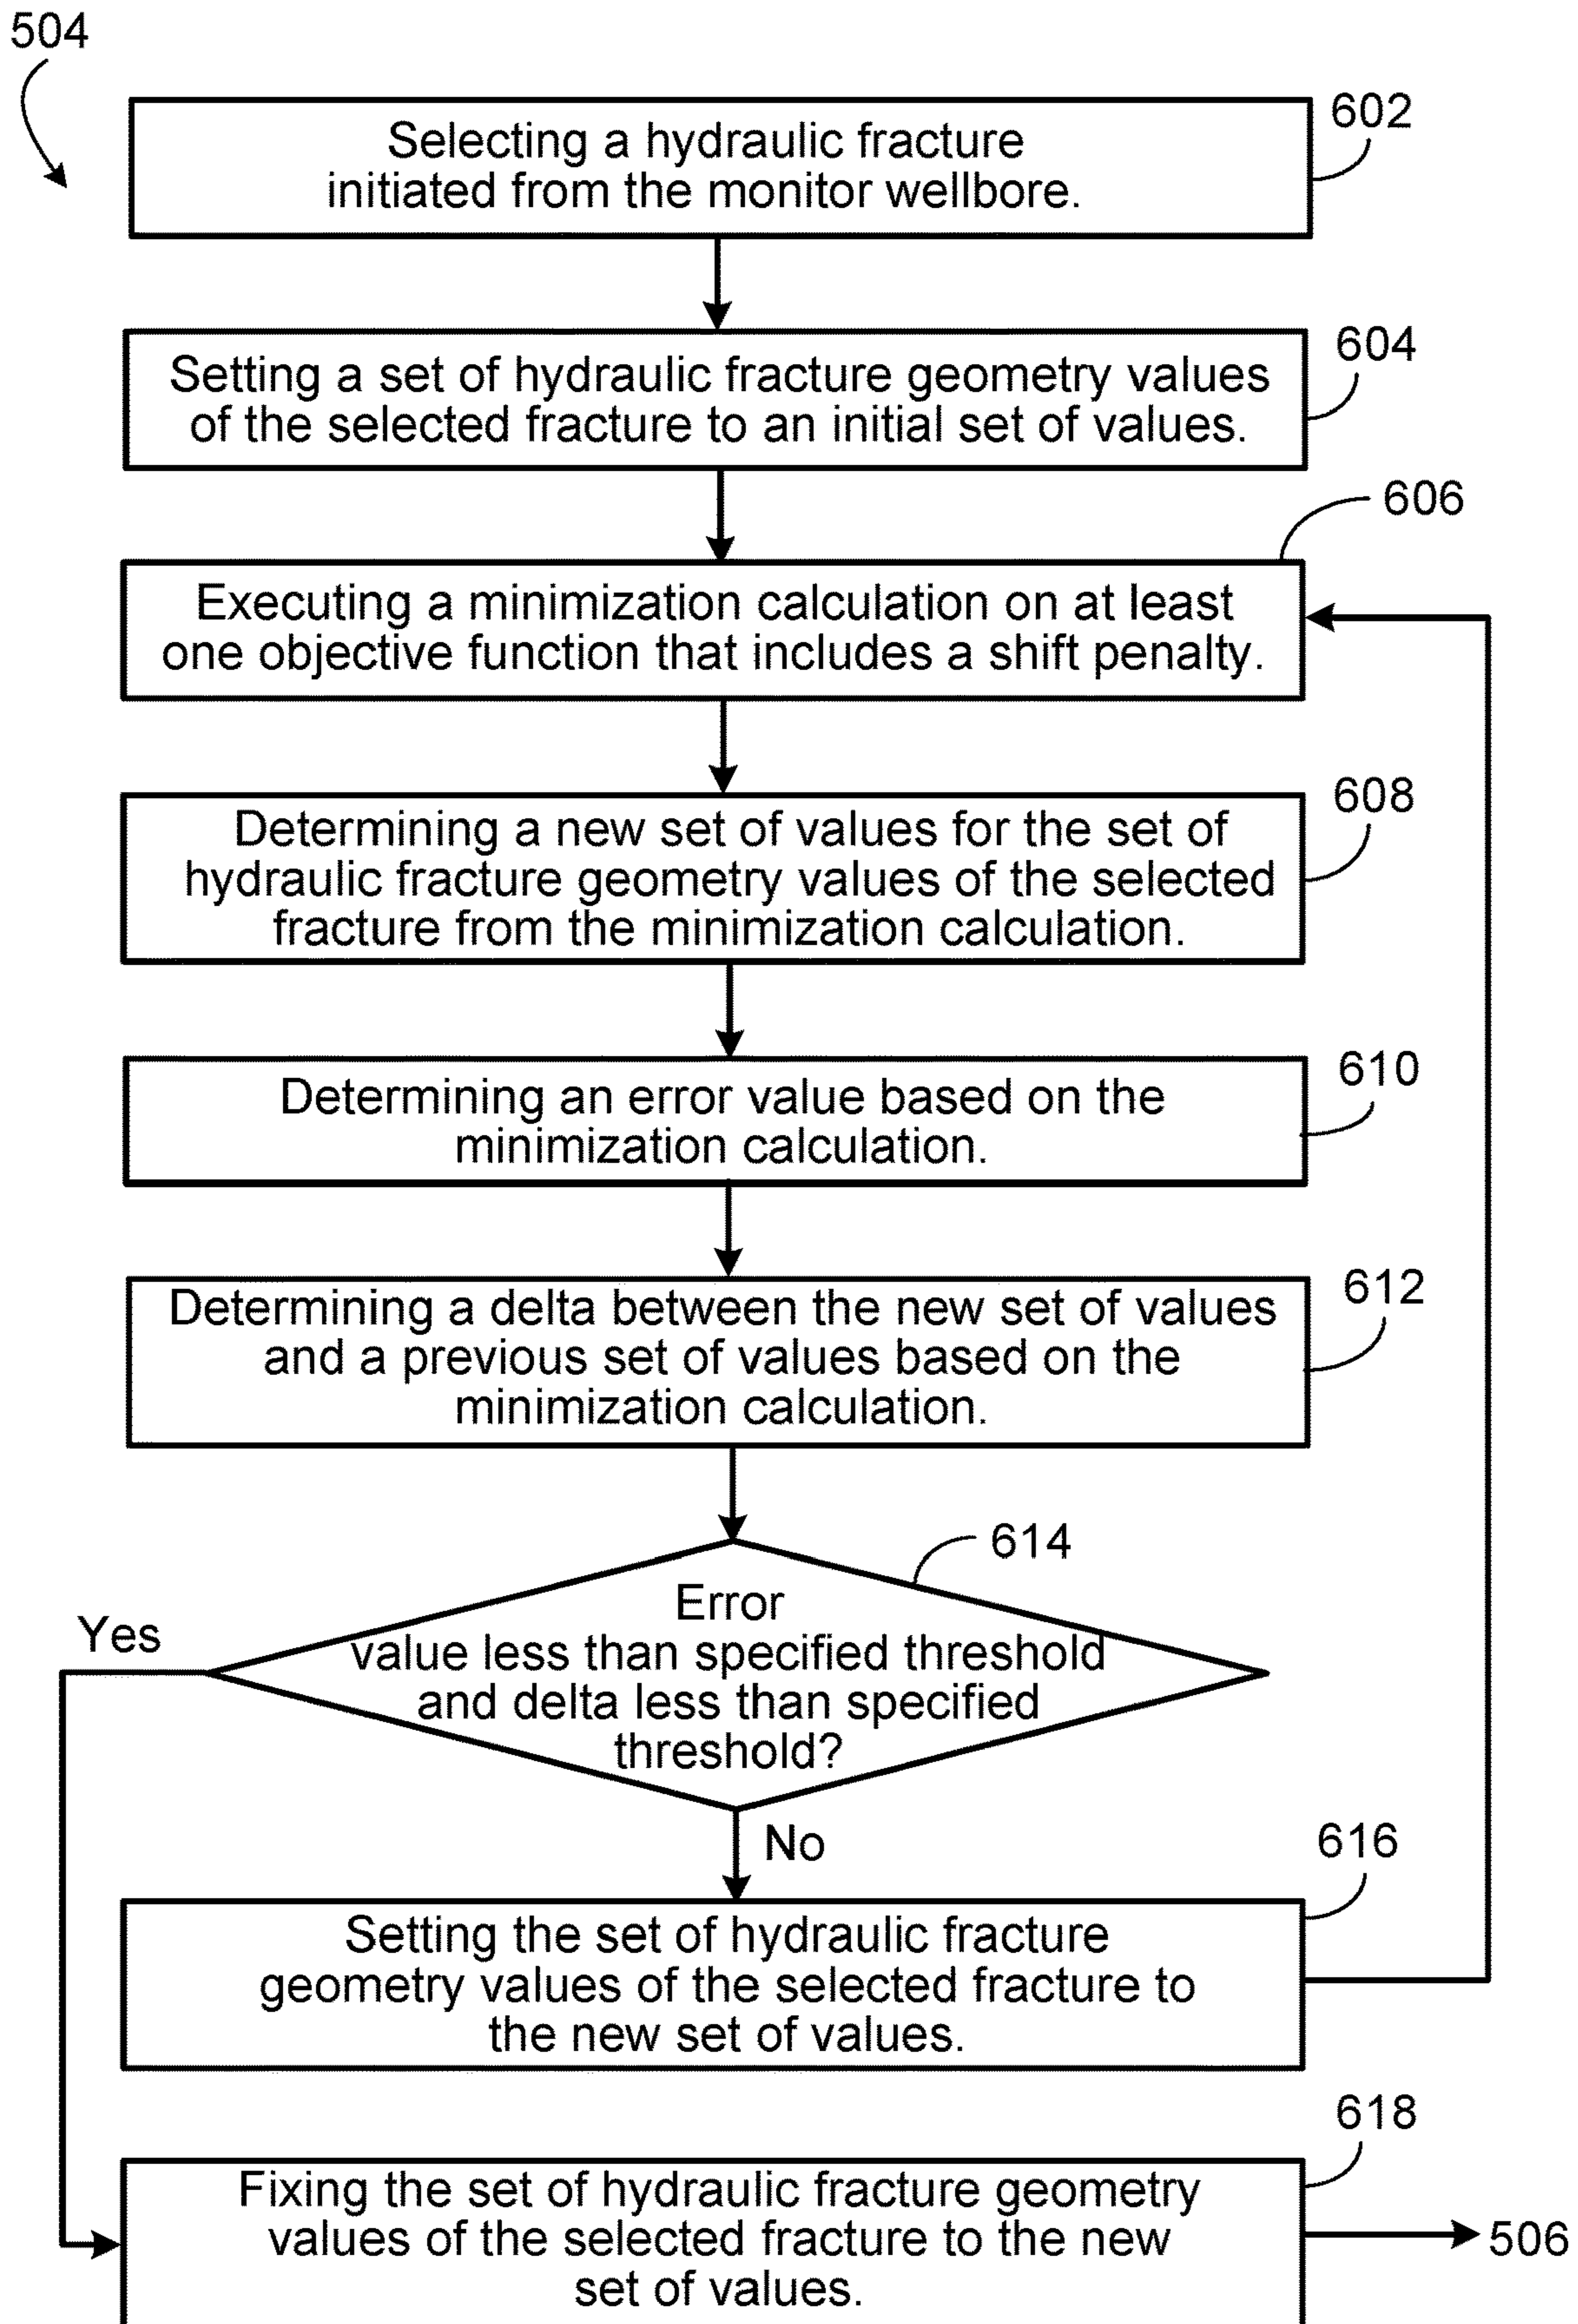 504
602
Selecting a hydraulic fracture
initiated from the monitor wellbore.
604
Setting a set of hydraulic fracture geometry values
of the selected fracture to an initial set of values.
606
Executing a minimization calculation on at least
one objective function that includes a shift penalty.
608
Determining a new set of values for the set of
hydraulic fracture geometry values of the selected
fracture from the minimization calculation.
610
Determining an error value based on the
minimization calculation.
612
Determining a delta between the new set of values
and a previous set of values based on the
minimization calculation.
614
Error
value less than specified threshold
and delta less than specified
threshold?
Yes
No
616
Setting the set of hydraulic fracture
geometry values of the selected fracture to
the new set of values.
618
Fixing the set of hydraulic fracture geometry
values of the selected fracture to the new
set of values.
506